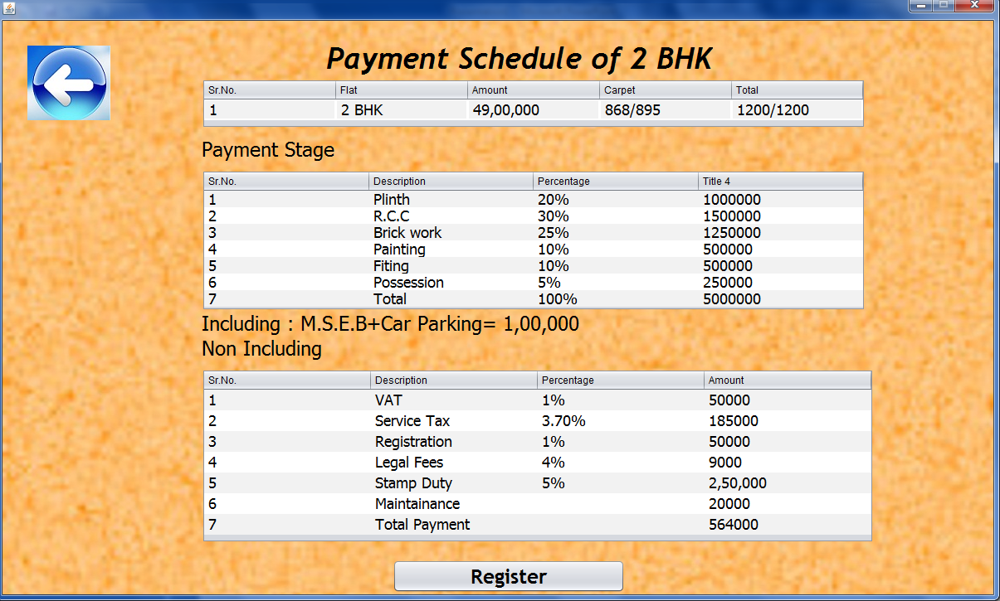 Payment Schedule of 2 BHK
Sr.No. Flat Amount Carpet Total
1 2 BHK 49,00,000 868/895 1200/1200
Payment Stage
Sr.No. Description Percentage Title 4
1 Plinth 20% 1000000
2 R.C.C 30% 1500000
3 Brick work 25% 1250000
4 Painting 10% 500000
5 Fiting 10% 500000
6 Possession 5% 250000
7 Total 100% 5000000
Including : M.S.E.B+Car Parking= 1,00,000
Non Including
Sr.No. Description Percentage Amount
1 VAT 1% 50000
2 Service Tax 3.70% 185000
3 Registration 1% 50000
4 Legal Fees 4% 9000
5 Stamp Duty 5% 2,50,000
6 Maintainance 20000
7 Total Payment 564000
Register